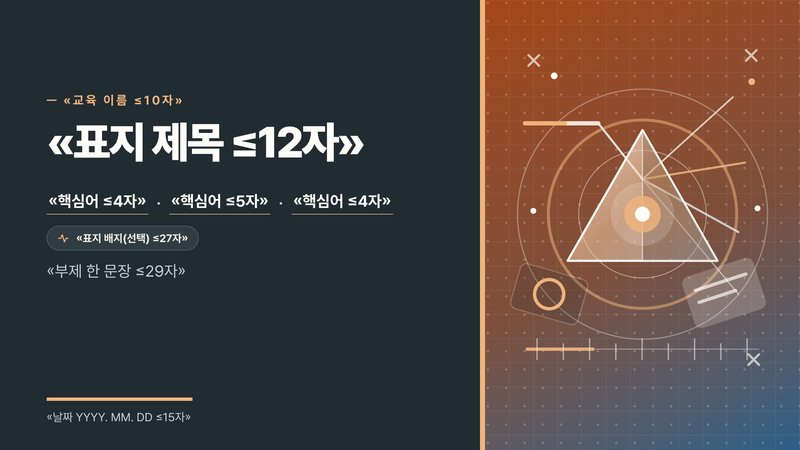 — «교육 이름 ≤10자»
«표지 제목 ≤12자»
«핵심어 ≤4자» · «핵심어 ≤5자» · «핵심어 ≤4자»
«표지 배지(선택) ≤27자»
«부제 한 문장 ≤29자»
«날짜 YYYY. MM. DD ≤15자»